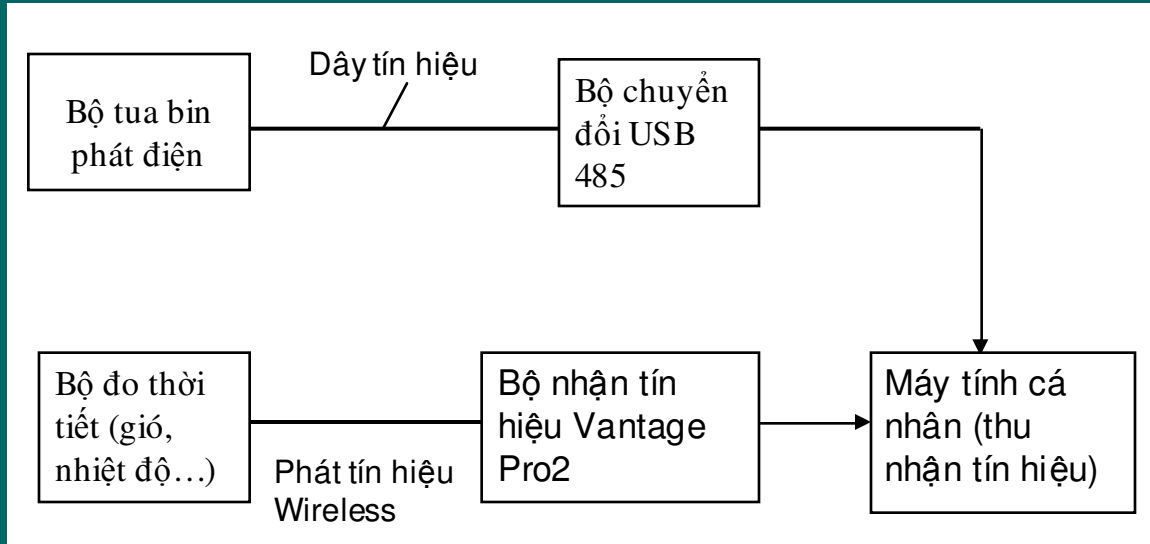 Dây tín hiệu
Bộ tua bin
phát điện
Bộ chuyển
đổi USB
485
Bộ đo thời
tiết (gió,
nhiệt độ…)
Phát tín hiệu
Wireless
Bộ nhận tín
hiệu Vantage
Pro2
Máy tính cá
nhân (thu
nhận tín hiệu)